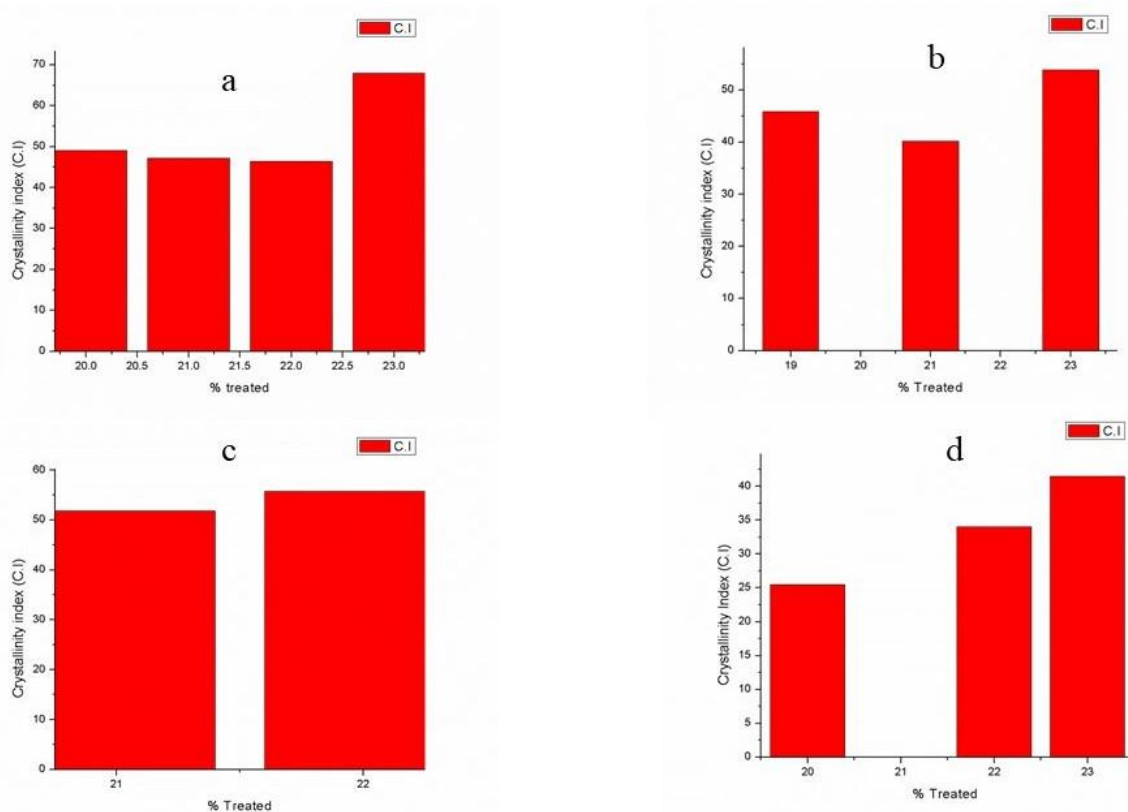 C.I
a
70
60
50
40
30
20
10
0
Crystallinity index (C.I)
20.0 20.5 21.0 21.5 22.0 22.5 23.0
% treated
C.I
b
50
40
30
20
10
0
Crystallinity index (C.I)
19 20 21 22 23
% Treated
C.I
c
60
50
40
30
20
10
0
Crystallinity index (C.I)
21 22
% Treated
C.I
d
40
35
30
25
20
15
10
5
0
Crystallinity Index (C.I)
20 21 22 23
% Treated